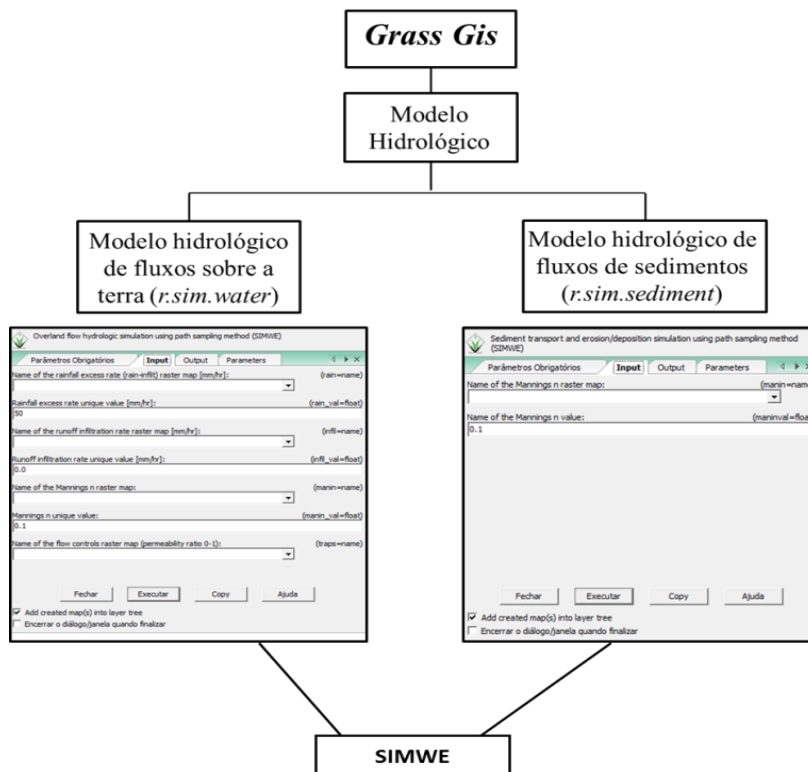 Grass Gis
Modelo
Hidrológico
Modelo hidrológico
de fluxos sobre a
terra (r.sim.water)
Modelo hidrológico de
fluxos de sedimentos
(r.sim.sediment)
Overland flow hydrologic simulation using path sampling method (SIMWE)
Parâmetros Obrigatórios Input Output Parameters
Name of the rainfall excess rate (rain-infilt) raster map [mm/hr]: (rain=name)
Rainfall excess rate unique value [mm/hr]: (rain_val=float)
50
Name of the runoff infiltration rate raster map [mm/hr]: (infil=name)
Runoff infiltration rate unique value [mm/hr]: (infil_val=float)
0.0
Name of the Mannings n raster map: (manin=name)
Mannings n unique value: (manin_val=float)
0.1
Name of the flow controls raster map (permeability ratio 0-1): (traps=name)
Fechar Executar Copy Ajuda
Add created map(s) into layer tree
Encerrar o diálogo/janela quando finalizar
Sediment transport and erosion/deposition simulation using path sampling method
(SIMWE)
Parâmetros Obrigatórios Input Output Parameters
Name of the Mannings n raster map: (manin=name
Name of the Mannings n value: (maninval=floa
0.1
Fechar Executar Copy Ajuda
Add created map(s) into layer tree
Encerrar o diálogo/janela quando finalizar
SIMWE